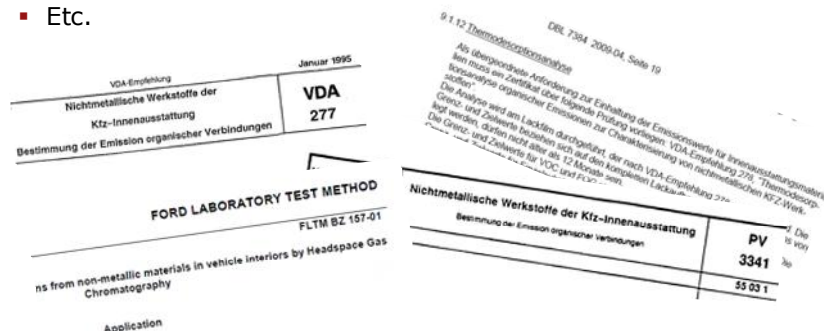 ▪ Etc.
VDA-Empfehlung
Januar 1995
Nichtmetallische Werkstoffe der
Kfz-Innenausstattung
Bestimmung der Emission organischer Verbindungen
VDA
277
FORD LABORATORY TEST METHOD
FLTM BZ 157-01
ns from non-metallic materials in vehicle interiors by Headspace Gas
Chromatography
Application
DBL 7384 2009-04, Seite 19
9.1.12 Thermodesorptionsanalyse
Als übergeordnete Anforderung zur Einhaltung der Emissionswerte für Innenausstattungsmateria
lien muss ein Zertifikat über folgende Prüfung vorliegen: VDA-Empfehlung 278, "Thermodesorp-
tionsanalyse organischer Emissionen zur Charakterisierung von nichtmetallischen KFZ-Werk-
stoffen".
Die Analyse wird am Lackfilm durchgeführt, der nach VDA-Empfehlung
Grenz- und Zielwerte beziehen sich auf den kompletten Lackaufb
legt werden, dürfen nicht älter als 12 Monate sein.
Die Grenz- und Zielwerte für VOC und FOG
Die
Nichtmetallische Werkstoffe der Kfz-Innenausstattung
Bestimmung der Emission organischer Verbindungen
PV
3341
55 03 1